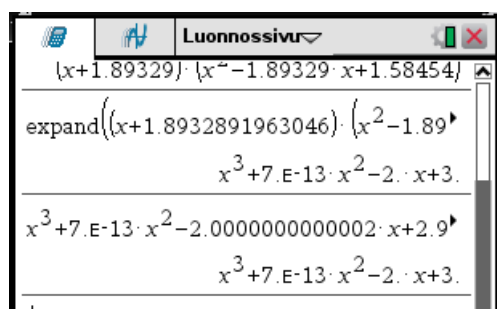 Luonnossivu
(x+1.89329)·(x²−1.89329·x+1.58454)
expand((x+1.8932891963046)·(x²−1.89
x³+7.ᴇ-13·x²−2.·x+3.
x³+7.ᴇ-13·x²−2.0000000000002·x+2.9
x³+7.ᴇ-13·x²−2.·x+3.